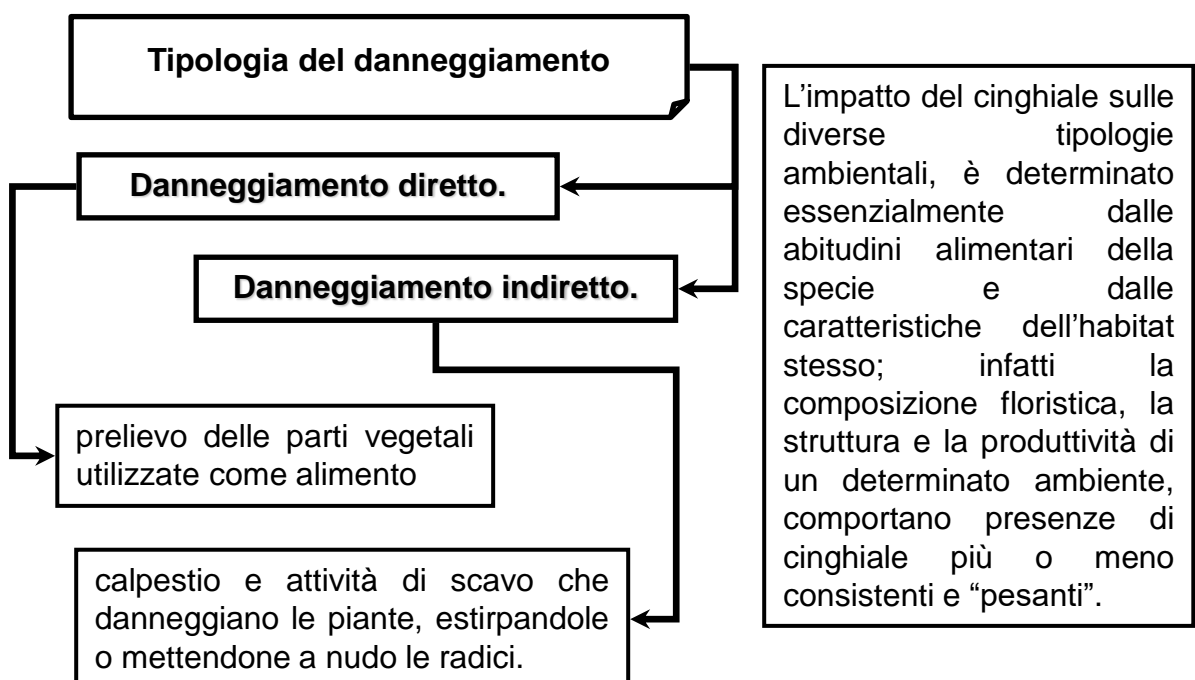 Tipologia del danneggiamento
Danneggiamento diretto.
Danneggiamento indiretto.
prelievo delle parti vegetali
utilizzate come alimento
calpestio e attività di scavo che
danneggiano le piante, estirpandole
o mettendone a nudo le radici.
L’impatto del cinghiale sulle
diverse tipologie
ambientali, è determinato
essenzialmente dalle
abitudini alimentari della
specie e dalle
caratteristiche dell’habitat
stesso; infatti la
composizione floristica, la
struttura e la produttività di
un determinato ambiente,
comportano presenze di
cinghiale più o meno
consistenti e “pesanti”.